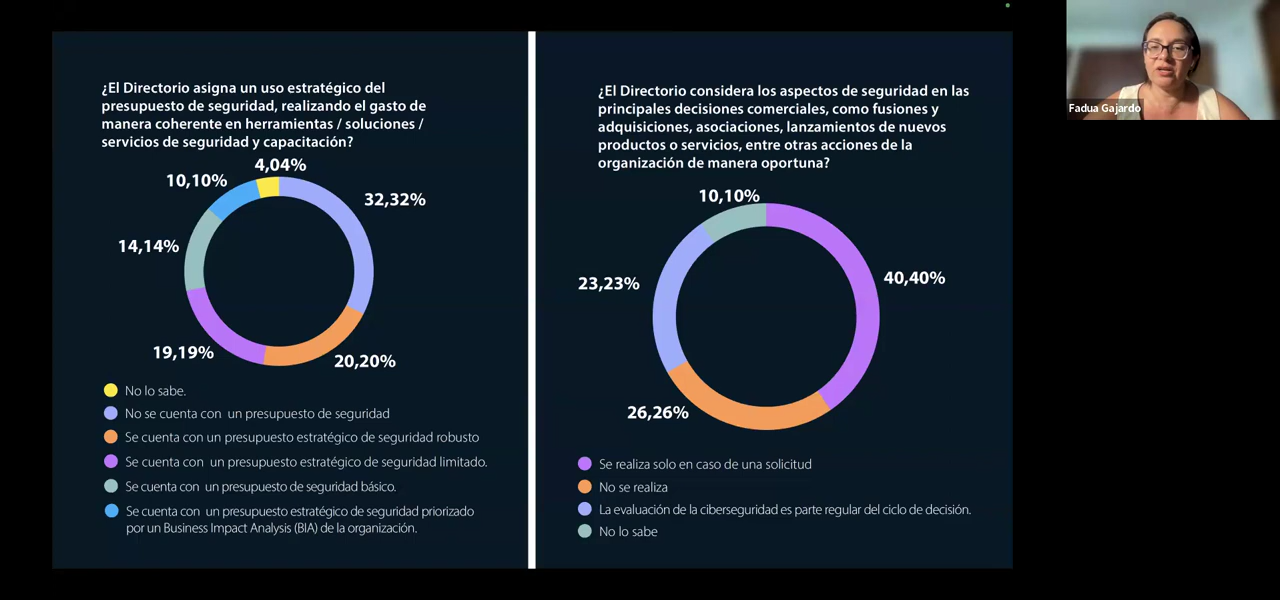 ¿El Directorio asigna un uso estratégico del
presupuesto de seguridad, realizando el gasto de
manera coherente en herramientas / soluciones /
servicios de seguridad y capacitación?
4,04%
10,10%
32,32%
14,14%
19,19%
20,20%
No lo sabe.
No se cuenta con un presupuesto de seguridad
Se cuenta con un presupuesto estratégico de seguridad robusto
Se cuenta con un presupuesto estratégico de seguridad limitado.
Se cuenta con un presupuesto de seguridad básico.
Se cuenta con un presupuesto estratégico de seguridad priorizado
por un Business Impact Analysis (BIA) de la organización.
¿El Directorio considera los aspectos de seguridad en las
principales decisiones comerciales, como fusiones y
adquisiciones, asociaciones, lanzamientos de nuevos
productos o servicios, entre otras acciones de la
organización de manera oportuna?
10,10%
23,23%
40,40%
26,26%
Se realiza solo en caso de una solicitud
No se realiza
La evaluación de la ciberseguridad es parte regular del ciclo de decisión.
No lo sabe
Fadua Gajardo